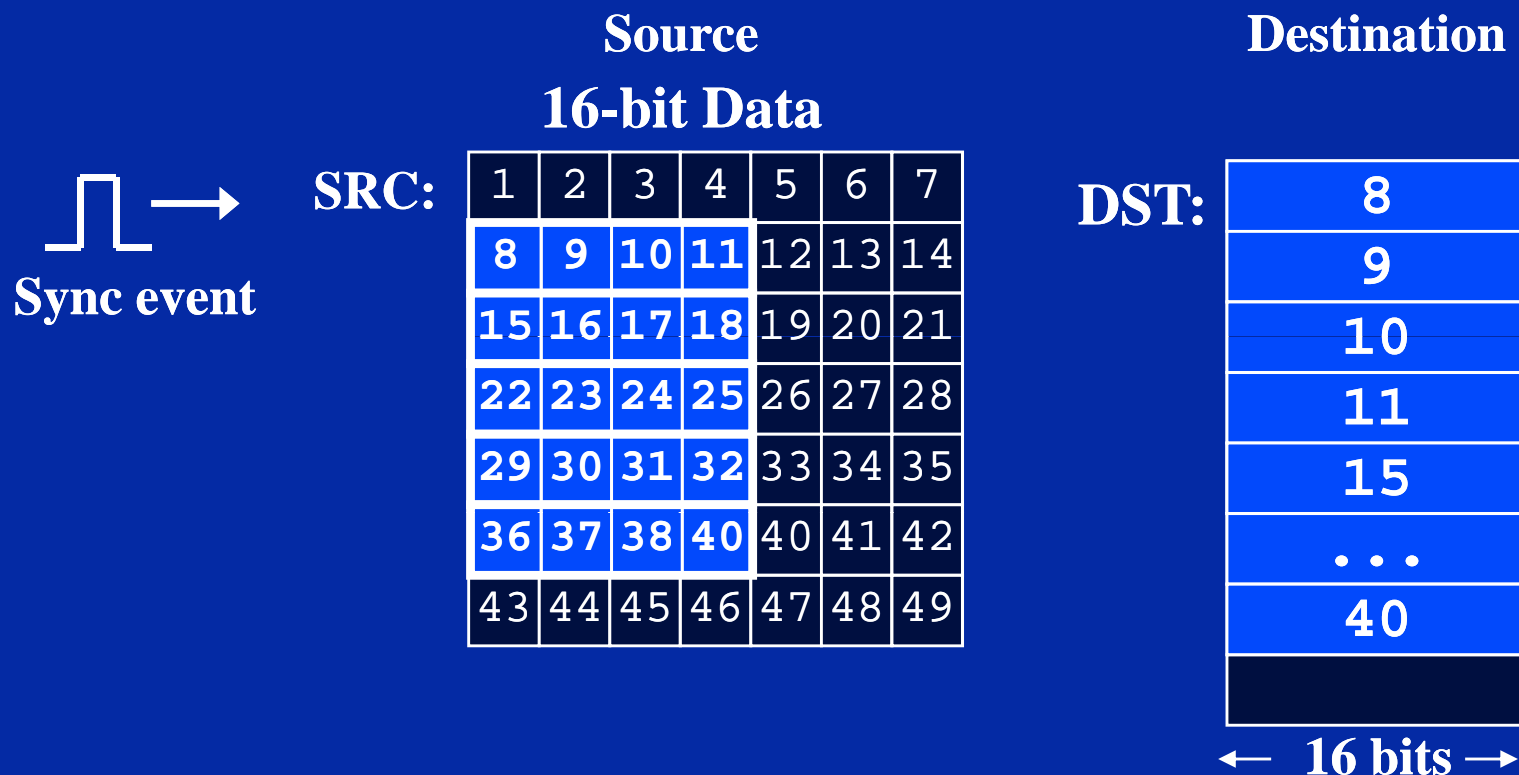 Source
Destination
16-bit Data
SRC:
1 2 3 4 5 6 7
8 9 10 11 12 13 14
15 16 17 18 19 20 21
22 23 24 25 26 27 28
29 30 31 32 33 34 35
36 37 38 40 40 41 42
43 44 45 46 47 48 49
Sync event
DST:
8
9
10
11
15
...
40
16 bits